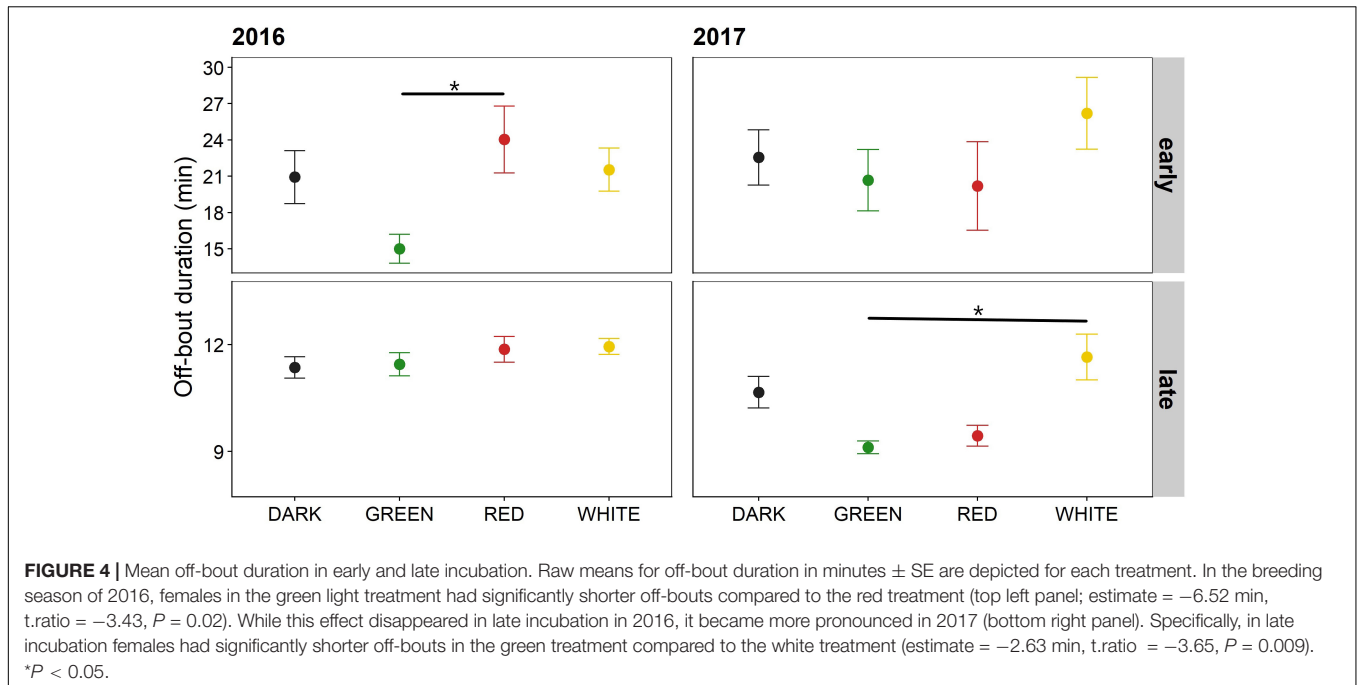 2016
2017
Off-bout duration (min)
30
27
24
21
18
15
*
early
12
9
*
late
DARK GREEN RED WHITE
DARK GREEN RED WHITE
FIGURE 4 | Mean off-bout duration in early and late incubation. Raw means for off-bout duration in minutes ± SE are depicted for each treatment. In the breeding
season of 2016, females in the green light treatment had significantly shorter off-bouts compared to the red treatment (top left panel; estimate = −6.52 min,
t.ratio = −3.43, P = 0.02). While this effect disappeared in late incubation in 2016, it became more pronounced in 2017 (bottom right panel). Specifically, in late
incubation females had significantly shorter off-bouts in the green treatment compared to the white treatment (estimate = −2.63 min, t.ratio = −3.65, P = 0.009).
*P < 0.05.